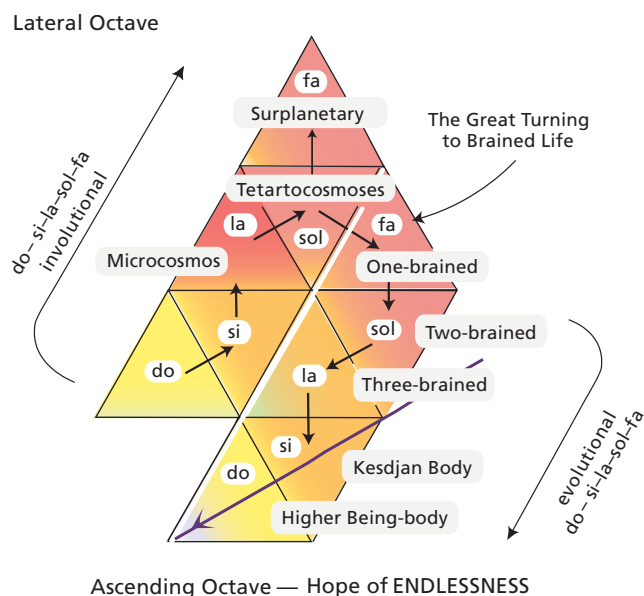 Lateral Octave
fa
Surplanetary
The Great Turning
to Brained Life
Tetartocosmoses
la
sol
fa
do– si–la–sol–fa
involutional
Microcosmos
One-brained
si
sol
Two-brained
do
la
Three-brained
si
do
Kesdjan Body
Higher Being-body
evolutional
do– si–la–sol–fa
Ascending Octave — Hope of ENDLESSNESS